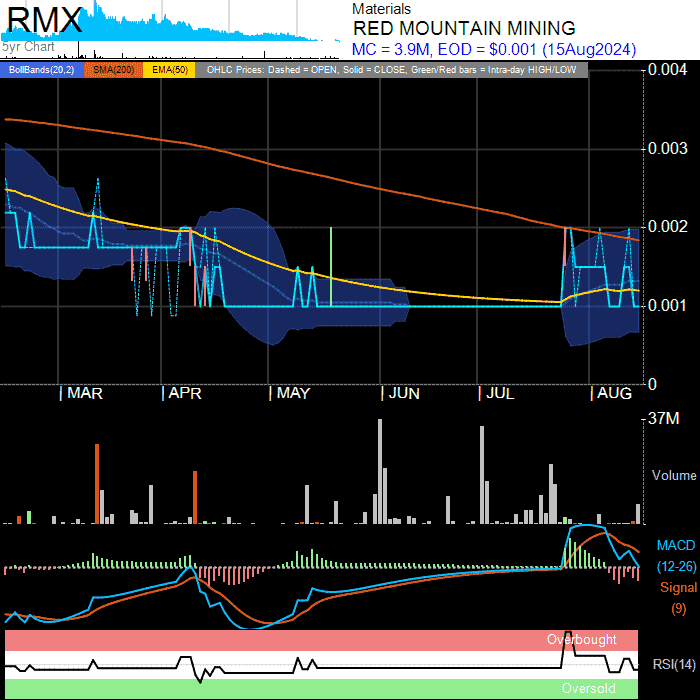 RMX
5yr Chart
Materials
RED MOUNTAIN MINING
MC = 3.9M, EOD = $0.001 (15Aug2024)
BollBands(20,2) SMA(200) EMA(50) OHLC Prices: Dashed = OPEN, Solid = CLOSE, Green/Red bars = Intra-day HIGH/LOW
0.004
0.003
0.002
0.001
0
MAR APR MAY JUN JUL AUG
37M
Volume
MACD
(12-26)
Signal
(9)
Overbought
RSI(14)
Oversold